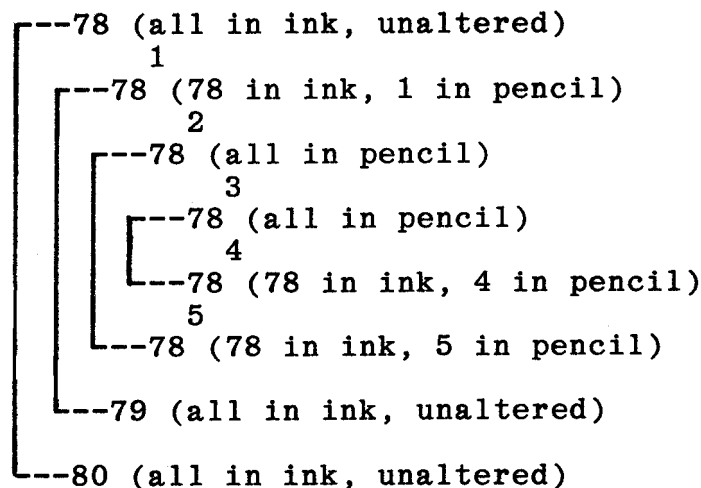 ---78 (all in ink, unaltered)
1
---78 (78 in ink, 1 in pencil)
2
---78 (all in pencil)
3
---78 (all in pencil)
4
---78 (78 in ink, 4 in pencil)
5
---78 (78 in ink, 5 in pencil)
---79 (all in ink, unaltered)
---80 (all in ink, unaltered)